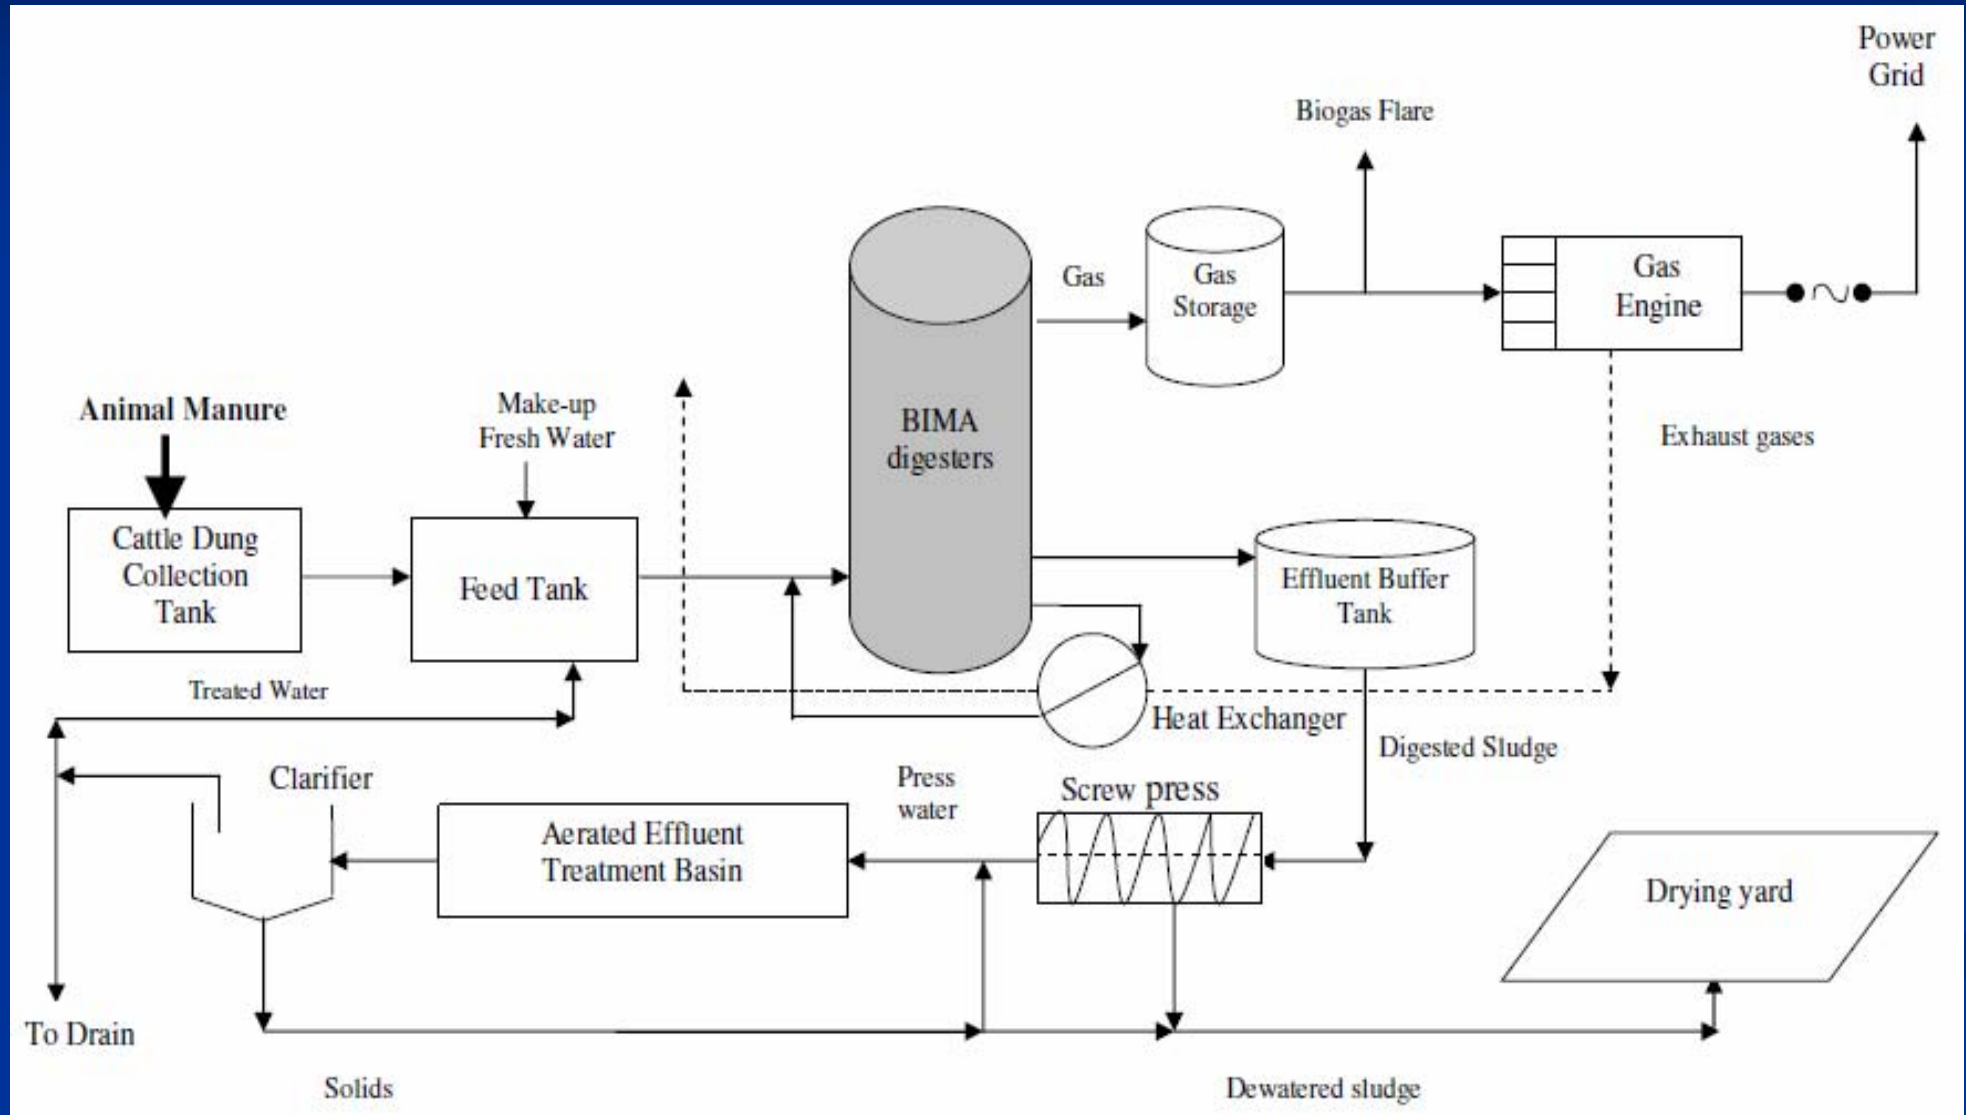 Power
Grid
Biogas Flare
Gas
Gas
Storage
Gas
Engine
Animal Manure
Make-up
Fresh Water
BIMA
digesters
Exhaust gases
Cattle Dung
Collection
Tank
Feed Tank
Effluent Buffer
Tank
Treated Water
Heat Exchanger
Digested Sludge
Clarifier
Press
water
Screw press
Aerated Effluent
Treatment Basin
Drying yard
To Drain
Solids
Dewatered sludge